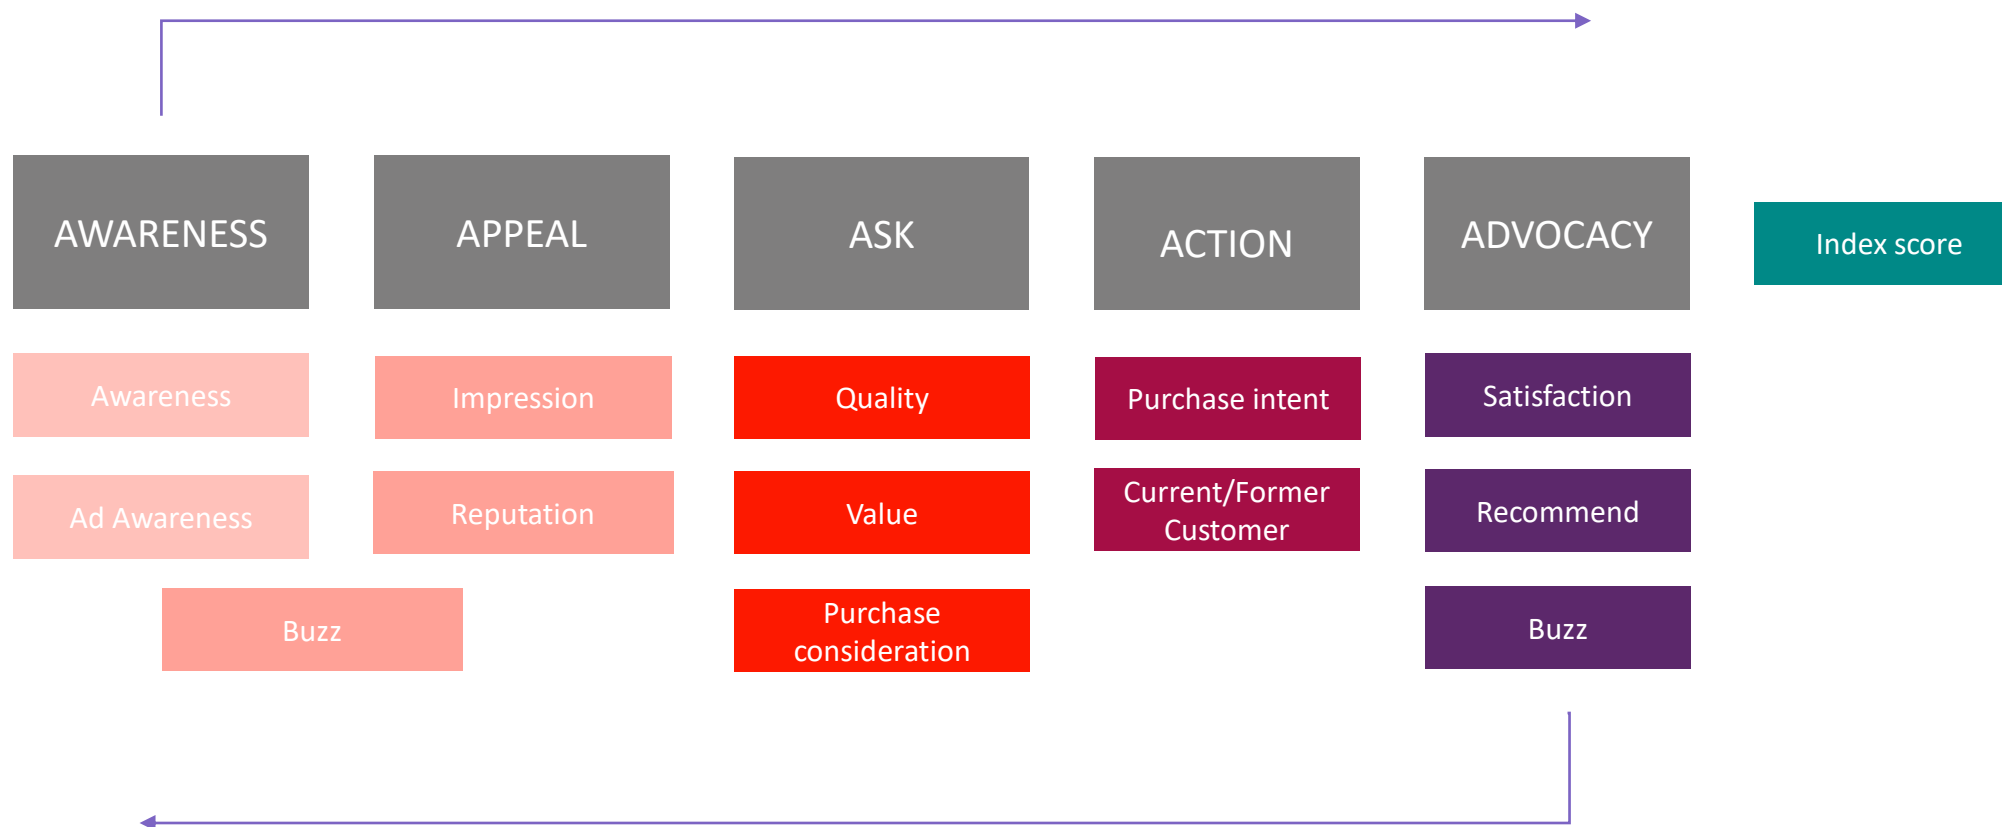 AWARENESS
APPEAL
ASK
ACTION
ADVOCACY
Index score
Awareness
Impression
Quality
Purchase intent
Satisfaction
Ad Awareness
Reputation
Value
Current/Former
Customer
Recommend
Buzz
Purchase
consideration
Buzz